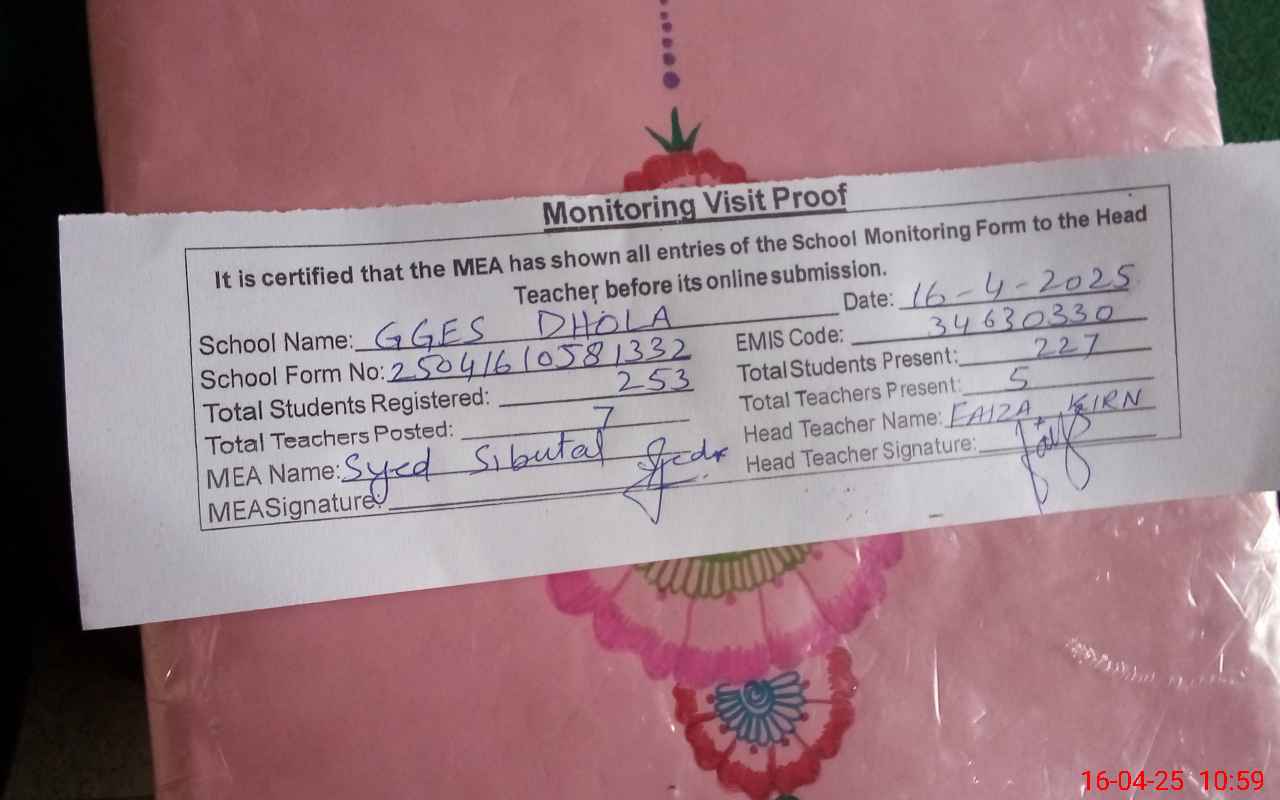 Monitoring Visit Proof
It is certified that the MEA has shown all entries of the School Monitoring Form to the Head
Teacher before its online submission.
Date: 16-4-2025
School Name: GGES DHOLA
EMIS Code: 34630330
School Form No: 25041610581332
Total Students Present: 227
Total Students Registered: 253
Total Teachers Present: 5
Total Teachers Posted: 7
Head Teacher Name: FAIZA KIRN
MEA Name: Syed Sibutal
Head Teacher Signature:
MEASignature:
16-04-25 10:59